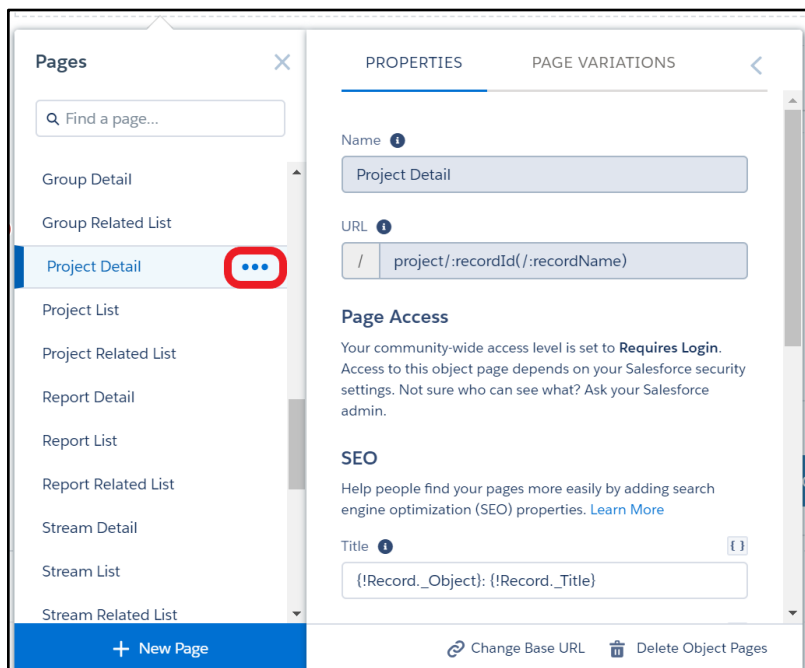 Pages
Find a page...
Group Detail
Group Related List
Project Detail
Project List
Project Related List
Report Detail
Report List
Report Related List
Stream Detail
Stream List
Stream Related List
+ New Page
PROPERTIES PAGE VARIATIONS
Name
Project Detail
URL
/ project/:recordId(/:recordName)
Page Access
Your community-wide access level is set to Requires Login.
Access to this object page depends on your Salesforce security
settings. Not sure who can see what? Ask your Salesforce
admin.
SEO
Help people find your pages more easily by adding search
engine optimization (SEO) properties. Learn More
Title { }
{!Record._Object}: {!Record._Title}
Change Base URL Delete Object Pages